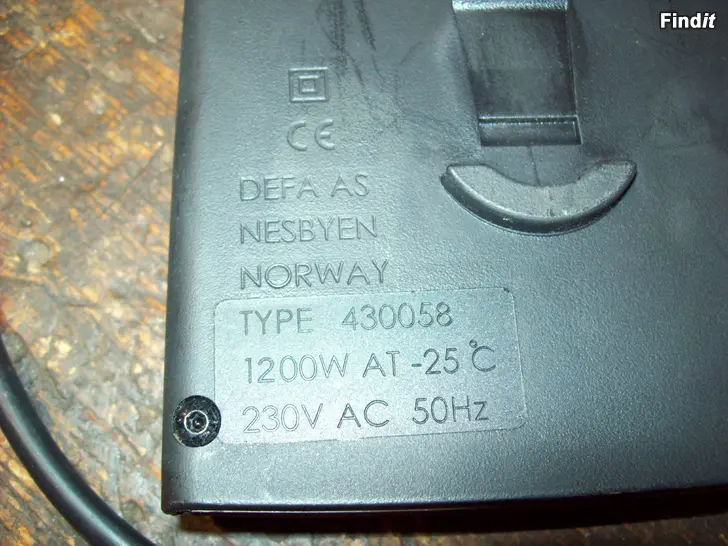 Findit
CE
DEFA AS
NESBYEN
NORWAY
TYPE 430058
1200W AT -25°C
230V AC 50Hz